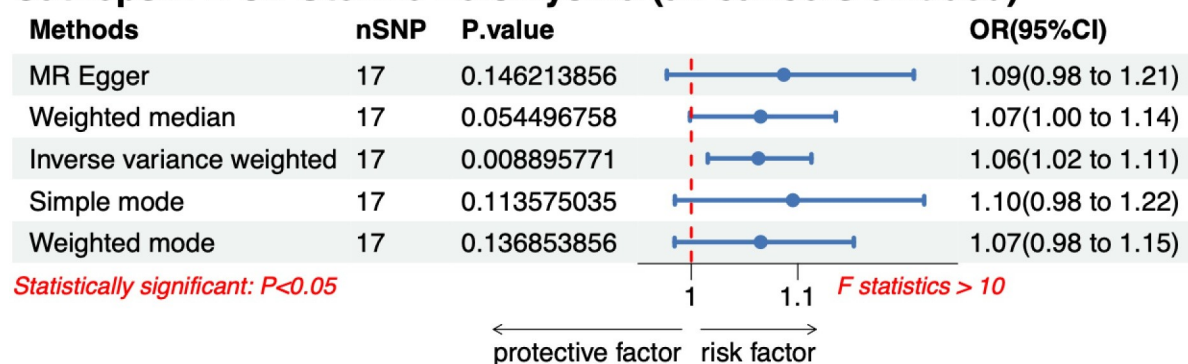 Methods nSNP P.value OR(95%CI)
MR Egger 17 0.146213856 1.09(0.98 to 1.21)
Weighted median 17 0.054496758 1.07(1.00 to 1.14)
Inverse variance weighted 17 0.008895771 1.06(1.02 to 1.11)
Simple mode 17 0.113575035 1.10(0.98 to 1.22)
Weighted mode 17 0.136853856 1.07(0.98 to 1.15)
Statistically significant: P<0.05 1 1.1 F statistics > 10
protective factor risk factor